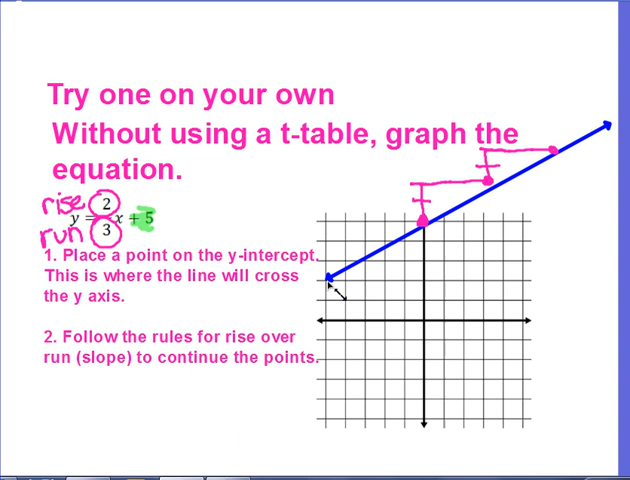 Try one on your own
Without using a t-table, graph the
equation.
rise 2
y = x + 5
run 3
1. Place a point on the y-intercept.
This is where the line will cross
the y axis.
2. Follow the rules for rise over
run (slope) to continue the points.